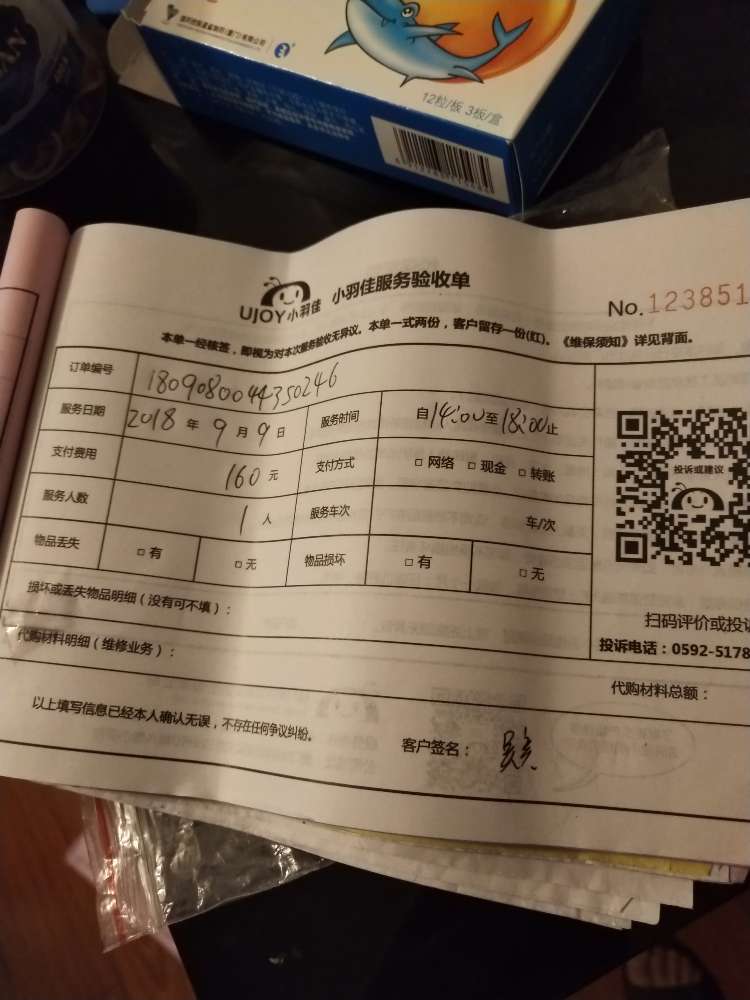 12粒/板 3板/盒
UJOY小羽佳 小羽佳服务验收单
No.123851
本单一经核签，即视为对本次服务验收无异议。本单一式两份，客户留存一份(红)。《维保须知》详见背面。
订单编号 1809080044350246
服务日期 2018 年 9 月 9 日 服务时间 自14:00至18:00止
支付费用 160 元 支付方式 □ 网络 □ 现金 □ 转账
服务人数 1 人 服务车次 车/次
物品丢失 □ 有 □ 无 物品损坏 □ 有 □ 无
投诉或建议
扫码评价或投诉
投诉电话：0592-5178
损坏或丢失物品明细（没有可不填）：
代购材料明细（维修业务）：
代购材料总额：
以上填写信息已经本人确认无误，不存在任何争议纠纷。
客户签名：